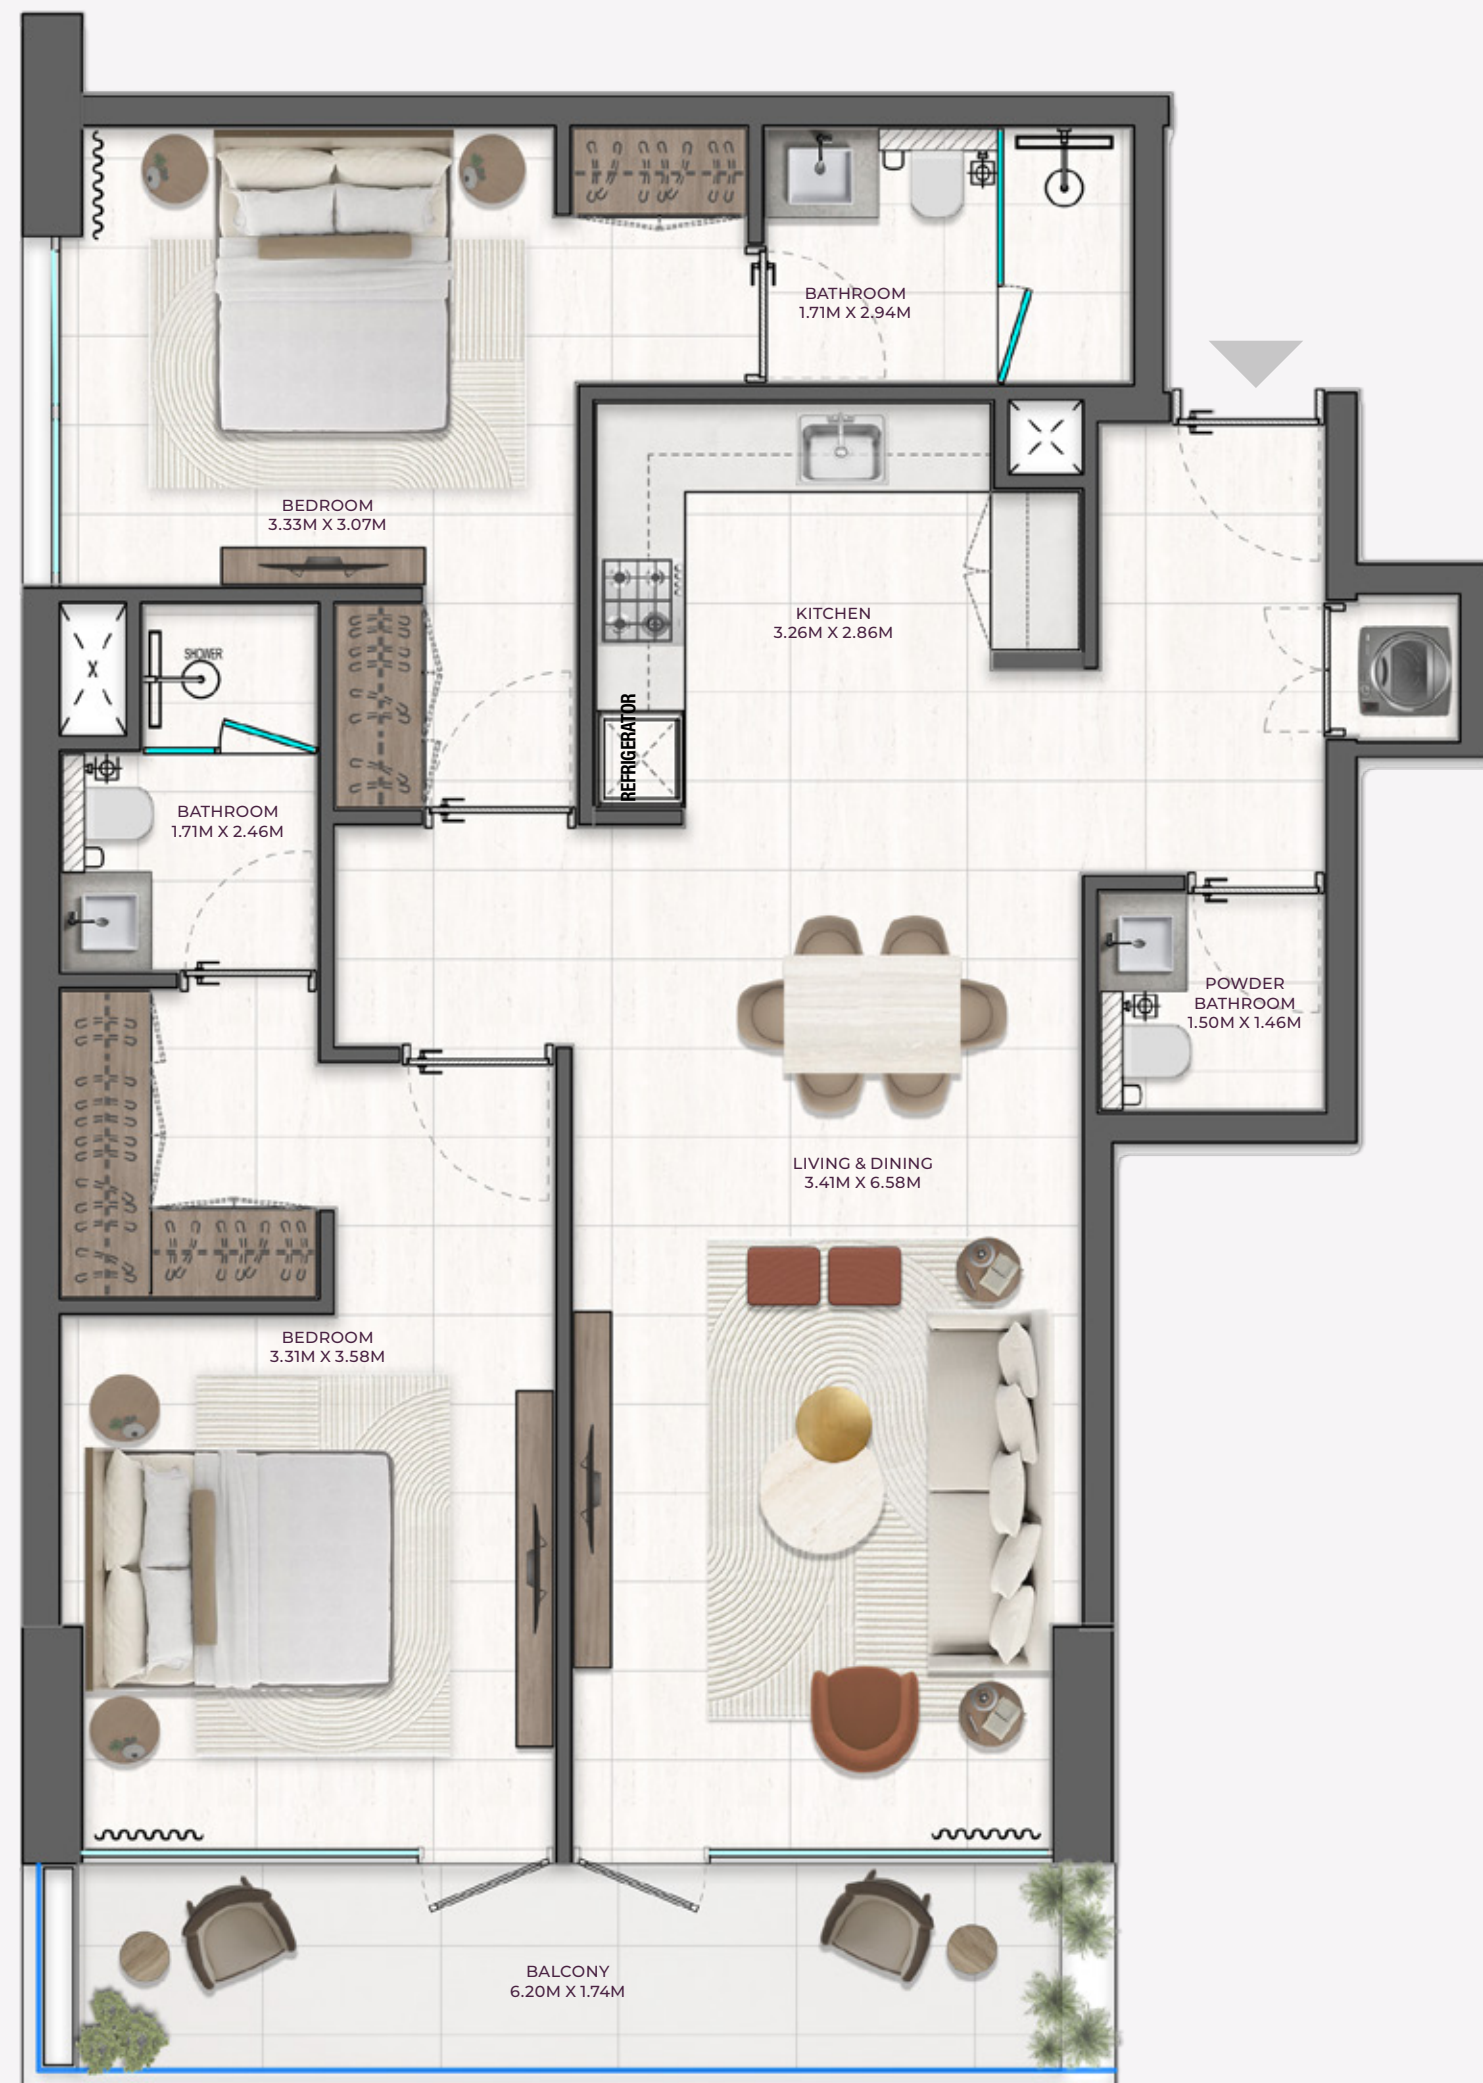 BATHROOM
1.71M X 2.94M
BEDROOM
3.33M X 3.07M
KITCHEN
3.26M X 2.86M
SHOWER
X
REFRIGERATOR
BATHROOM
1.71M X 2.46M
POWDER
BATHROOM
1.50M X 1.46M
LIVING & DINING
3.41M X 6.58M
BEDROOM
3.31M X 3.58M
BALCONY
6.20M X 1.74M